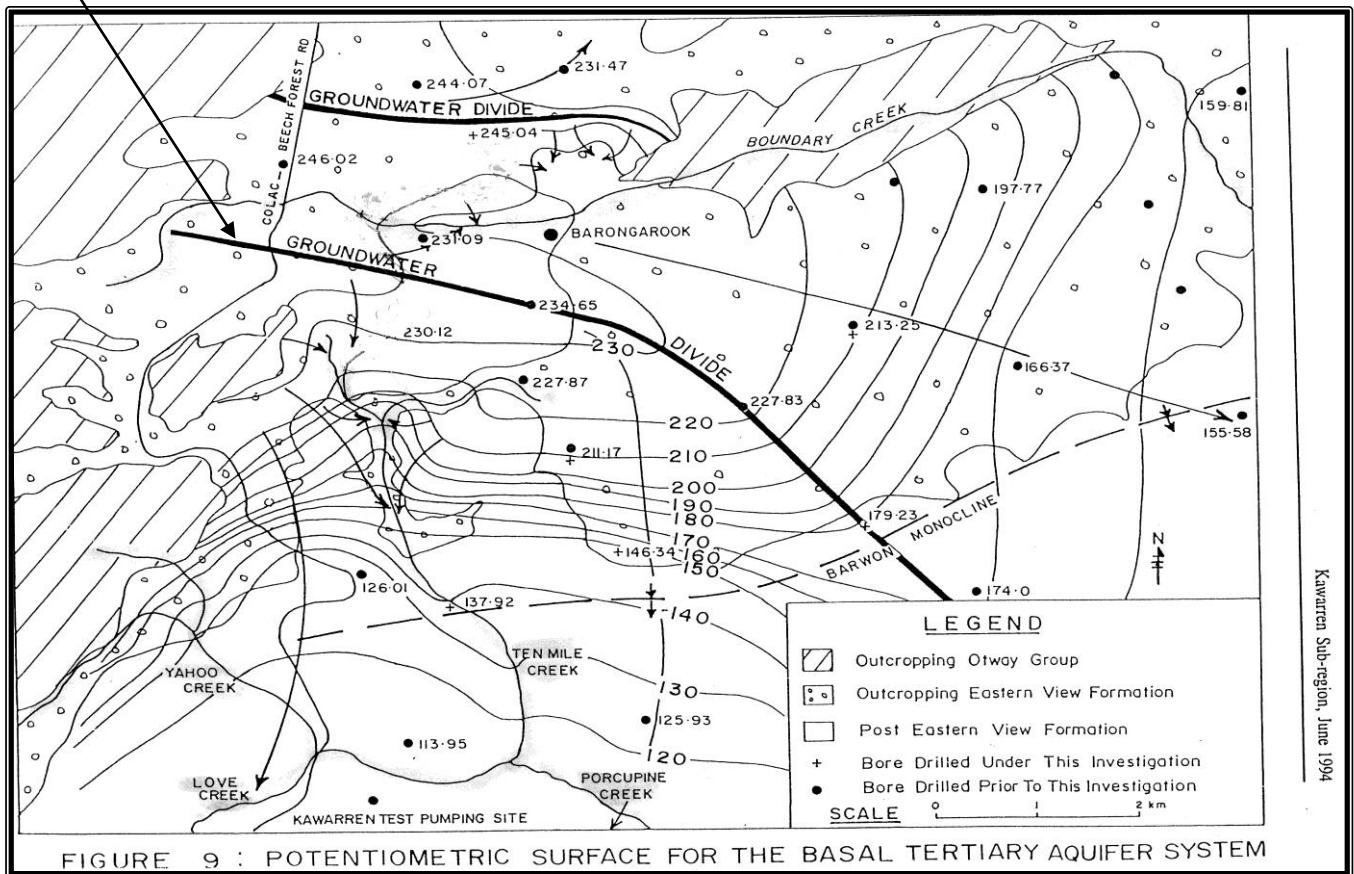 COLAC - BEECH FOREST RD
244·07
231·47
159·81
GROUNDWATER DIVIDE
+245·04
BOUNDARY CREEK
246·02
197·77
231·09
BARONGAROOK
GROUNDWATER DIVIDE
234·65
213·25
230·12
230
166·37
227·87
227·83
155·58
220
211·17
210
200
190
179·23
180
170
+146·34
160
150
BARWON MONOCLINE
N
126·01
137·92
174·0
140
YAHOO
CREEK
TEN MILE
CREEK
130
125·93
113·95
120
LOVE
CREEK
PORCUPINE
CREEK
KAWARREN TEST PUMPING SITE
LEGEND
Outcropping Otway Group
Outcropping Eastern View Formation
Post Eastern View Formation
+ Bore Drilled Under This Investigation
Bore Drilled Prior To This Investigation
SCALE
0 1 2 km
FIGURE 9 : POTENTIOMETRIC SURFACE FOR THE BASAL TERTIARY AQUIFER SYSTEM
Kawarren Sub-region, June 1994